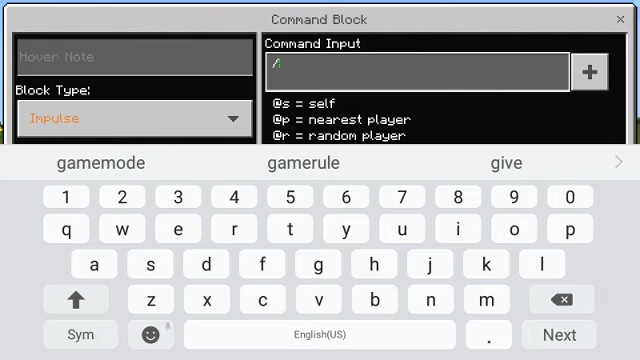 Command Block
Hover Note
Command Input
/
Block Type:
Impulse
@s = self
@p = nearest player
@r = random player
gamemode gamerule give
1 2 3 4 5 6 7 8 9 0
q w e r t y u i o p
a s d f g h j k l
z x c v b n m
Sym English(US) . Next